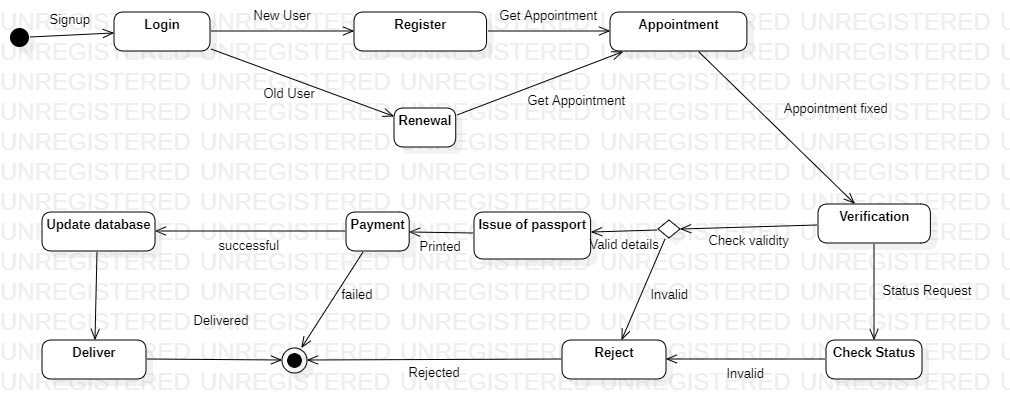 Signup
Login
New User
Register
Get Appointment
Appointment
Old User
Renewal
Get Appointment
Appointment fixed
Update database
successful
Payment
Printed
Issue of passport
Valid details
Check validity
Verification
failed
Invalid
Status Request
Delivered
Deliver
Rejected
Reject
Invalid
Check Status
UNREGISTERED UNREGISTERED UNREGISTERED UNREGISTERED UNREGISTERED